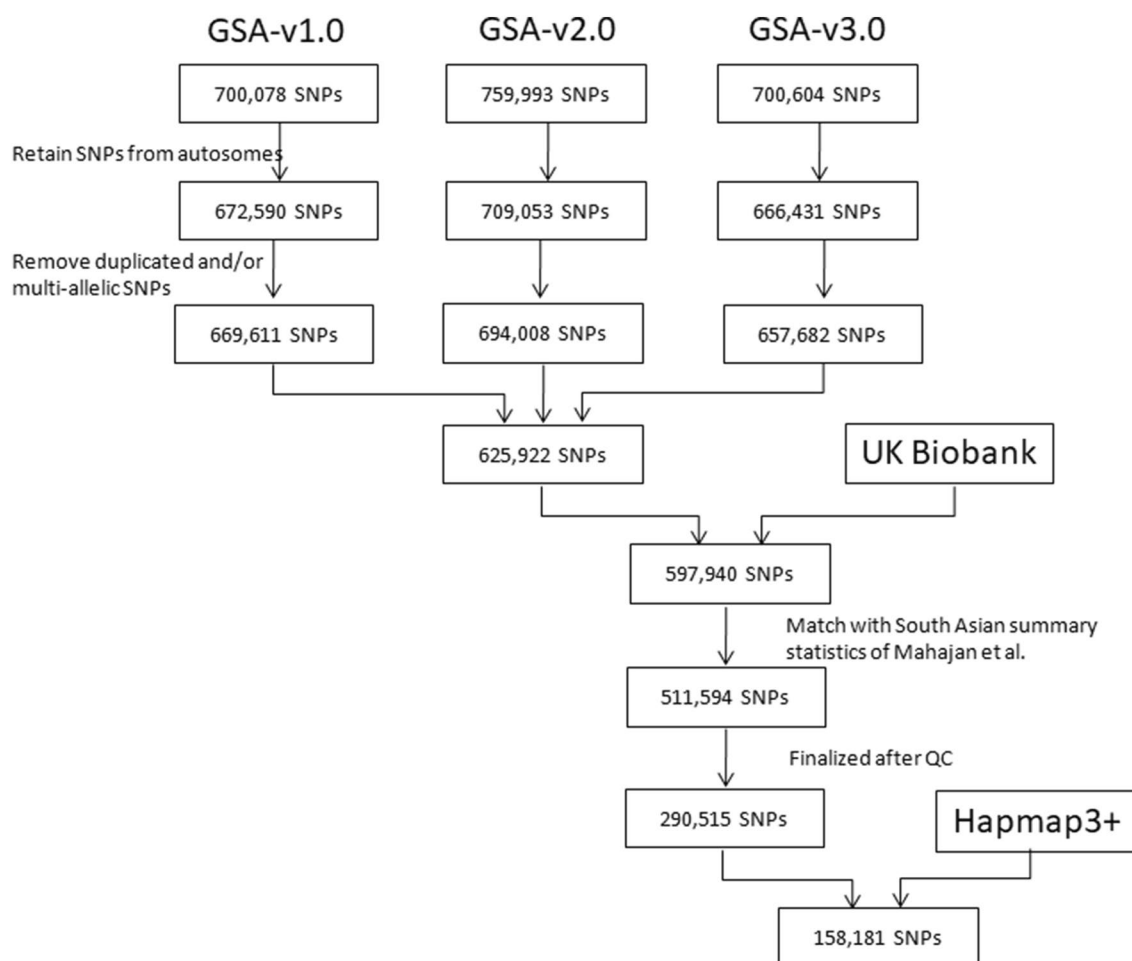 GSA-v1.0
GSA-v2.0
GSA-v3.0
700,078 SNPs
759,993 SNPs
700,604 SNPs
Retain SNPs from autosomes
672,590 SNPs
709,053 SNPs
666,431 SNPs
Remove duplicated and/or
multi-allelic SNPs
669,611 SNPs
694,008 SNPs
657,682 SNPs
625,922 SNPs
UK Biobank
597,940 SNPs
Match with South Asian summary
statistics of Mahajan et al.
511,594 SNPs
Finalized after QC
290,515 SNPs
Hapmap3+
158,181 SNPs